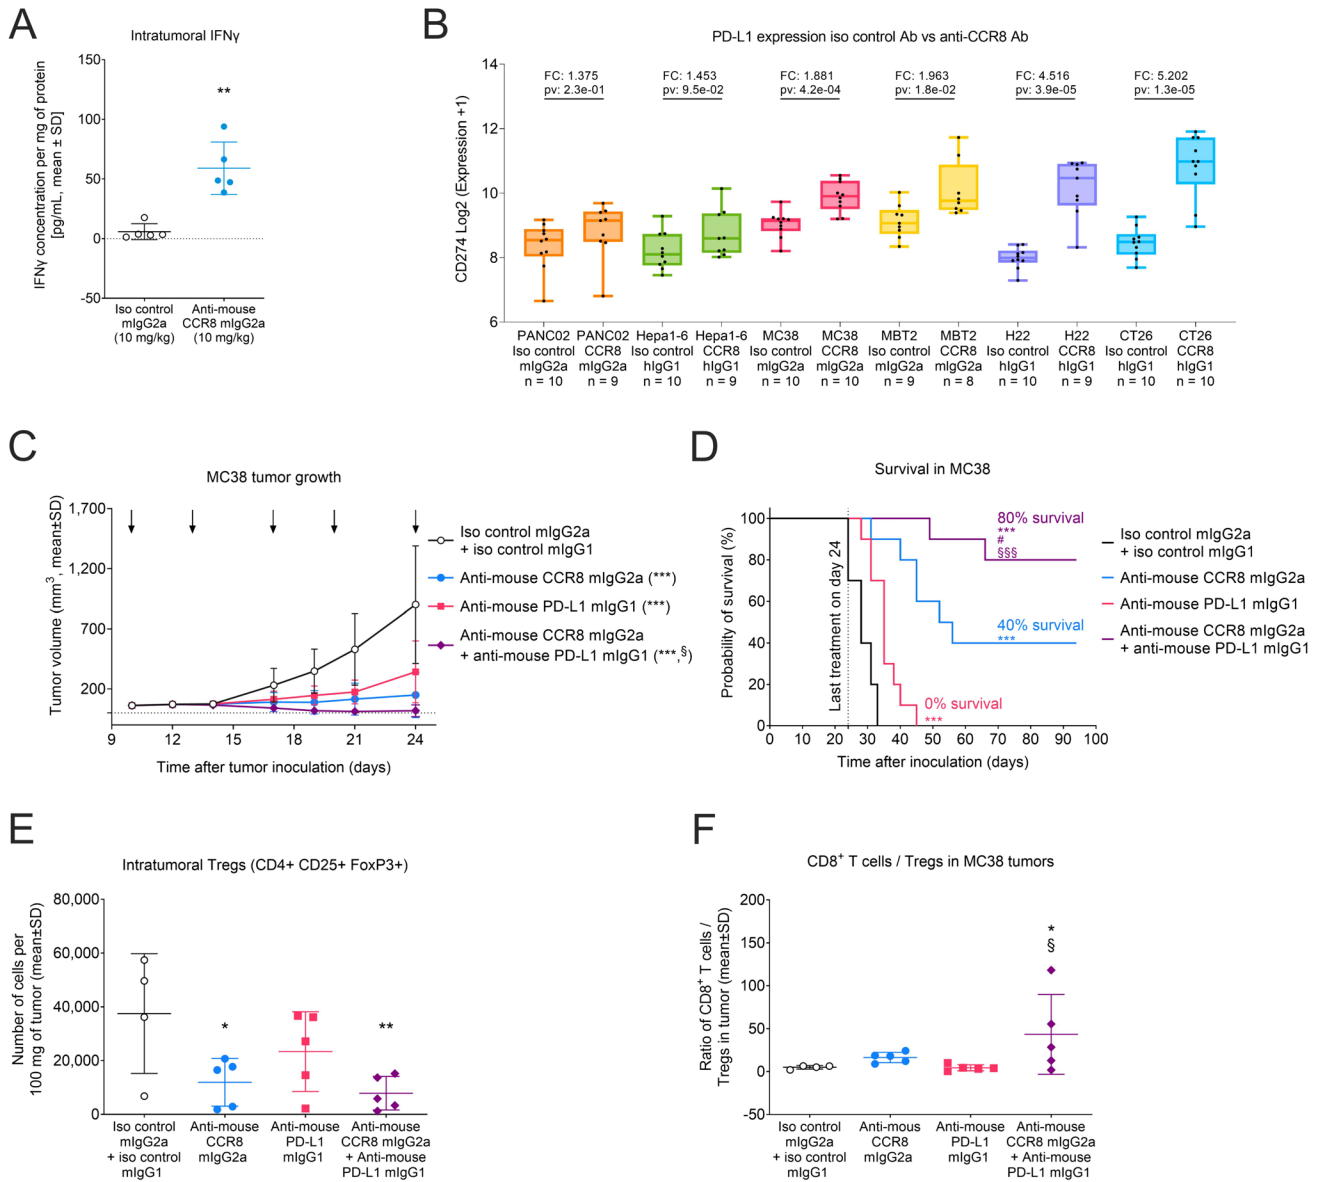 A
Intratumoral IFNγ
IFNγ concentration per mg of protein
[pg/mL, mean ± SD)
150
100
50
0
-50
**
Iso control
mIgG2a
(10 mg/kg)
Anti-mouse
CCR8 mIgG2a
(10 mg/kg)
B
PD-L1 expression iso control Ab vs anti-CCR8 Ab
CD274 Log2 (Expression +1)
14
12
10
8
6
FC: 1.375
pv: 2.3e-01
FC: 1.453
pv: 9.5e-02
FC: 1.881
pv: 4.2e-04
FC: 1.963
pv: 1.8e-02
FC: 4.516
pv: 3.9e-05
FC: 5.202
pv: 1.3e-05
PANC02
Iso control
mIgG2a
n = 10
PANC02
CCR8
mIgG2a
n = 9
Hepa1-6
Iso control
hIgG1
n = 10
Hepa1-6
CCR8
hIgG1
n = 9
MC38
Iso control
mIgG2a
n = 10
MC38
CCR8
mIgG2a
n = 10
MBT2
Iso control
mIgG2a
n = 9
MBT2
CCR8
mIgG2a
n = 8
H22
Iso control
hIgG1
n = 10
H22
CCR8
hIgG1
n = 9
CT26
Iso control
hIgG1
n = 10
CT26
CCR8
hIgG1
n = 10
C
MC38 tumor growth
Tumor volume (mm³, mean±SD)
1,700
1,200
700
200
9
12
15
18
21
24
Time after tumor inoculation (days)
Iso control mIgG2a
+ iso control mIgG1
Anti-mouse CCR8 mIgG2a (***)
Anti-mouse PD-L1 mIgG1 (***)
Anti-mouse CCR8 mIgG2a
+ anti-mouse PD-L1 mIgG1 (***,§)
D
Survival in MC38
Probability of survival (%)
100
80
60
40
20
0
Last treatment on day 24
80% survival
***
#
§§§
40% survival
***
0% survival
***
0
10
20
30
40
50
60
70
80
90
100
Time after inoculation (days)
Iso control mIgG2a
+ iso control mIgG1
Anti-mouse CCR8 mIgG2a
Anti-mouse PD-L1 mIgG1
Anti-mouse CCR8 mIgG2a
+ anti-mouse PD-L1 mIgG1
E
Intratumoral Tregs (CD4+ CD25+ FoxP3+)
Number of cells per
100 mg of tumor (mean±SD)
80,000
60,000
40,000
20,000
0
*
**
Iso control
mIgG2a
+ iso control
mIgG1
Anti-mouse
CCR8
mIgG2a
Anti-mouse
PD-L1
mIgG1
Anti-mouse
CCR8 mIgG2a
+ Anti-mouse
PD-L1 mIgG1
F
CD8⁺ T cells / Tregs in MC38 tumors
Ratio of CD8⁺ T cells /
Tregs in tumor (mean±SD)
200
150
100
50
0
-50
*
§
Iso control
mIgG2a
+ iso control
mIgG1
Anti-mous
CCR8
mIgG2a
Anti-mouse
PD-L1
mIgG1
Anti-mouse
CCR8 mIgG2a
+ Anti-mouse
PD-L1 mIgG1